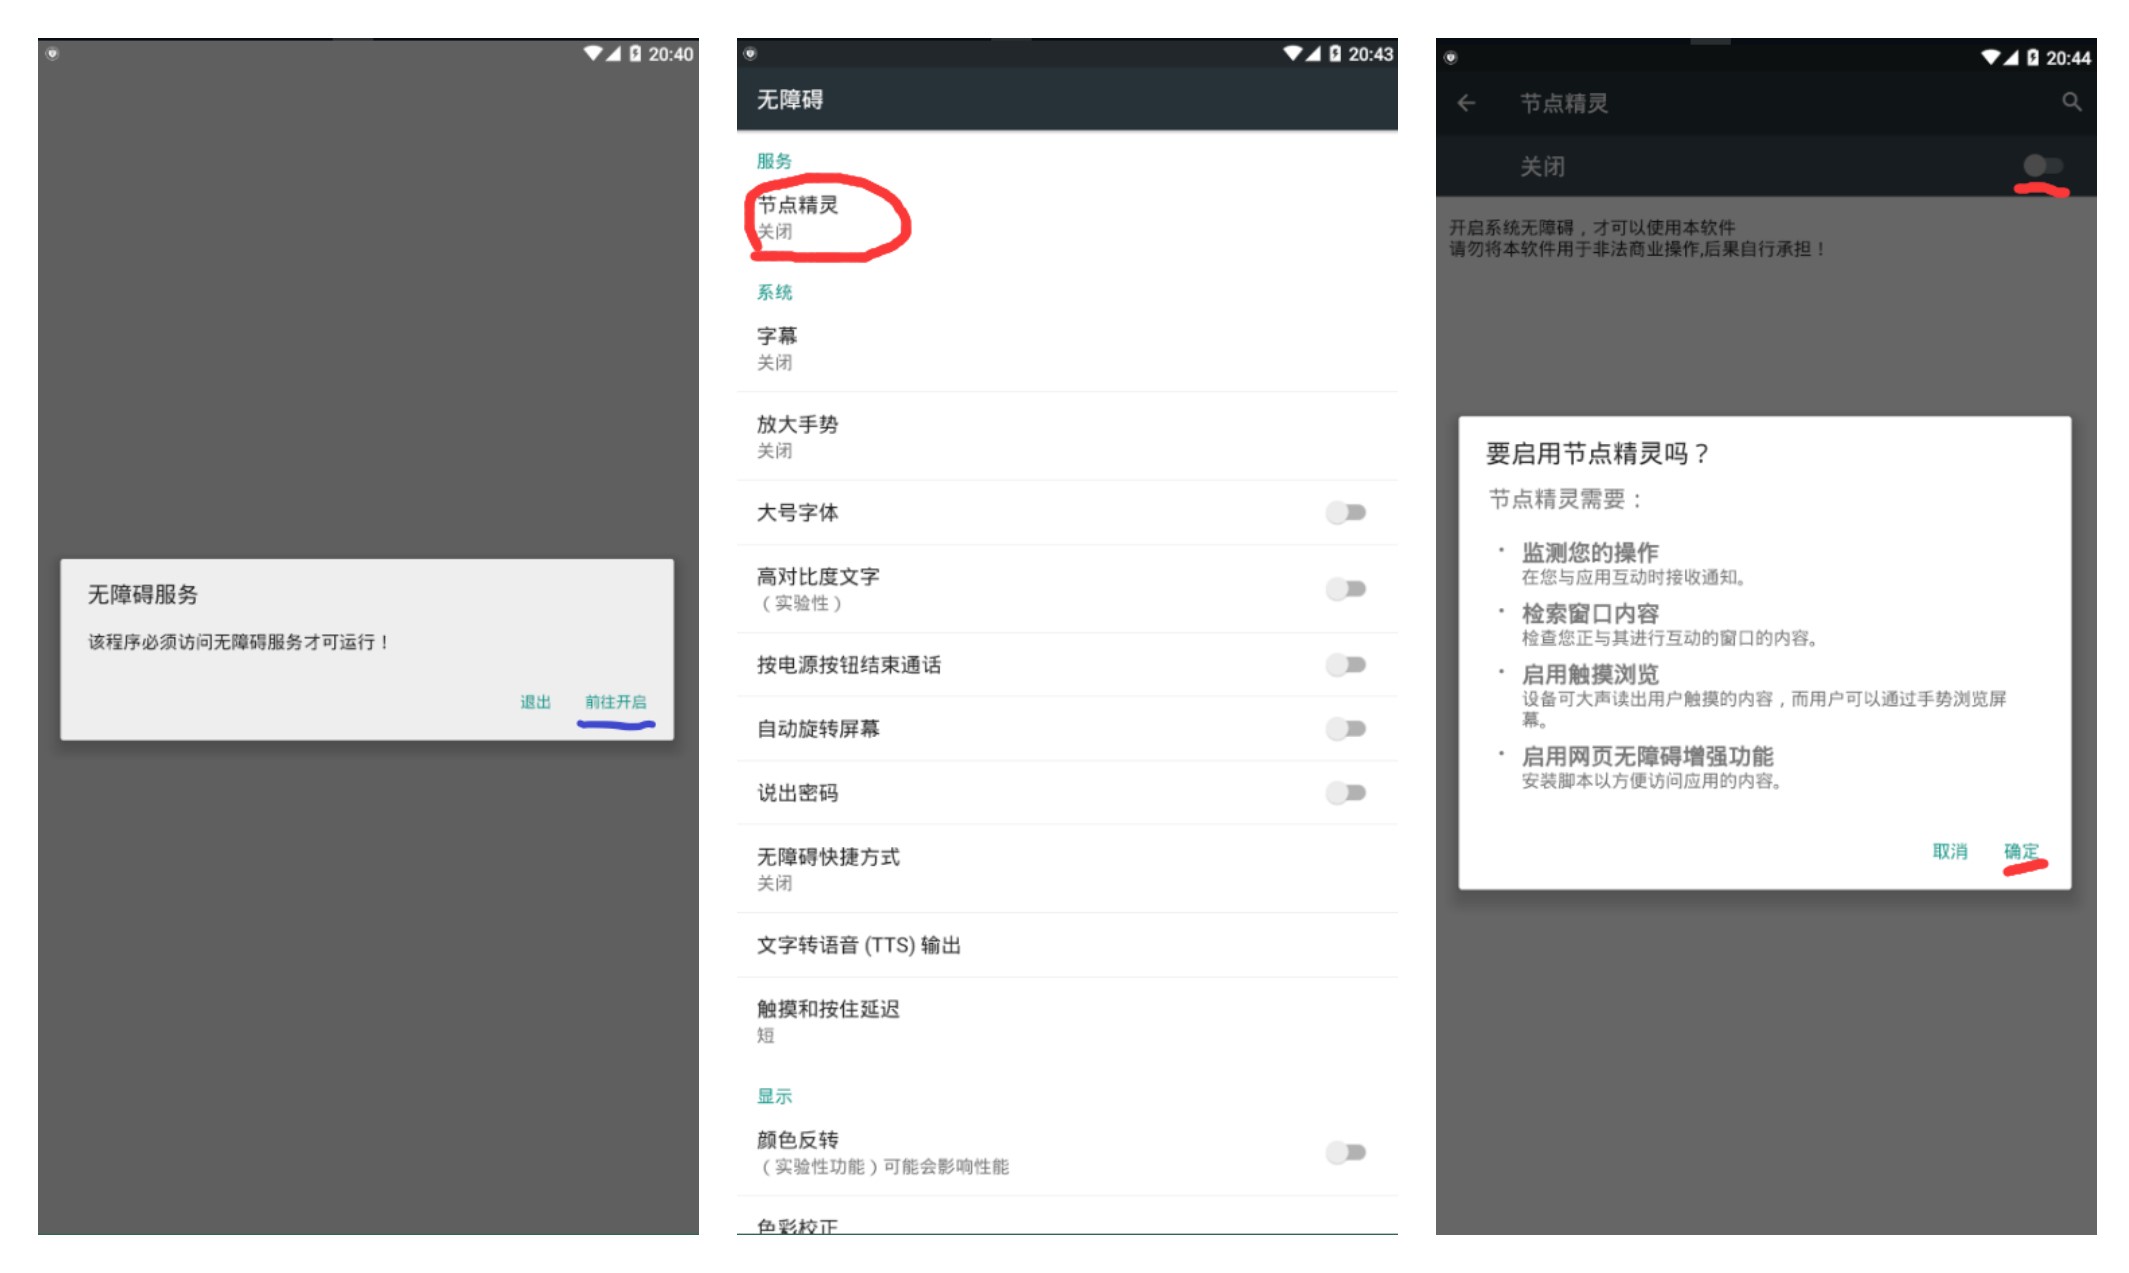 20:40
无障碍服务
该程序必须访问无障碍服务才可运行！
退出 前往开启
20:43
无障碍
服务
节点精灵
关闭
系统
字幕
关闭
放大手势
关闭
大号字体
高对比度文字
（实验性）
按电源按钮结束通话
自动旋转屏幕
说出密码
无障碍快捷方式
关闭
文字转语音 (TTS) 输出
触摸和按住延迟
短
显示
颜色反转
（实验性功能）可能会影响性能
色彩校正
20:44
节点精灵
关闭
开启系统无障碍，才可以使用本软件
请勿将本软件用于非法商业操作,后果自行承担！
要启用节点精灵吗？
节点精灵需要：
· 监测您的操作
在您与应用互动时接收通知。
· 检索窗口内容
检查您正与其进行互动的窗口的内容。
· 启用触摸浏览
设备可大声读出用户触摸的内容，而用户可以通过手势浏览屏
幕。
· 启用网页无障碍增强功能
安装脚本以方便访问应用的内容。
取消 确定